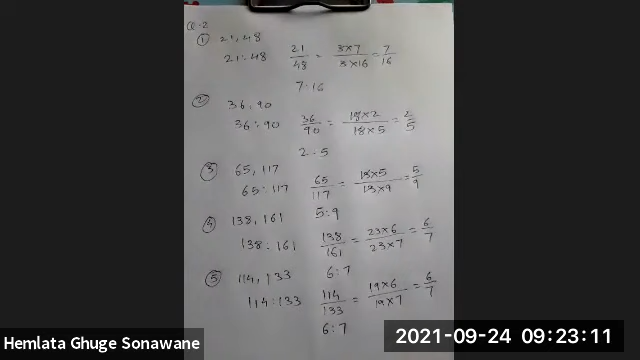 Q-2
① 21, 48
21:48 21/48 = 3×7/3×16 = 7/16
7:16
② 36, 90
36:90 36/90 = 18×2/18×5 = 2/5
2:5
③ 65, 117
65:117 65/117 = 13×5/13×9 = 5/9
5:9
④ 138, 161
138:161 138/161 = 23×6/23×7 = 6/7
6:7
⑤ 114, 133
114:133 114/133 = 19×6/19×7 = 6/7
6:7
Hemlata Ghuge Sonawane
2021-09-24 09:23:11